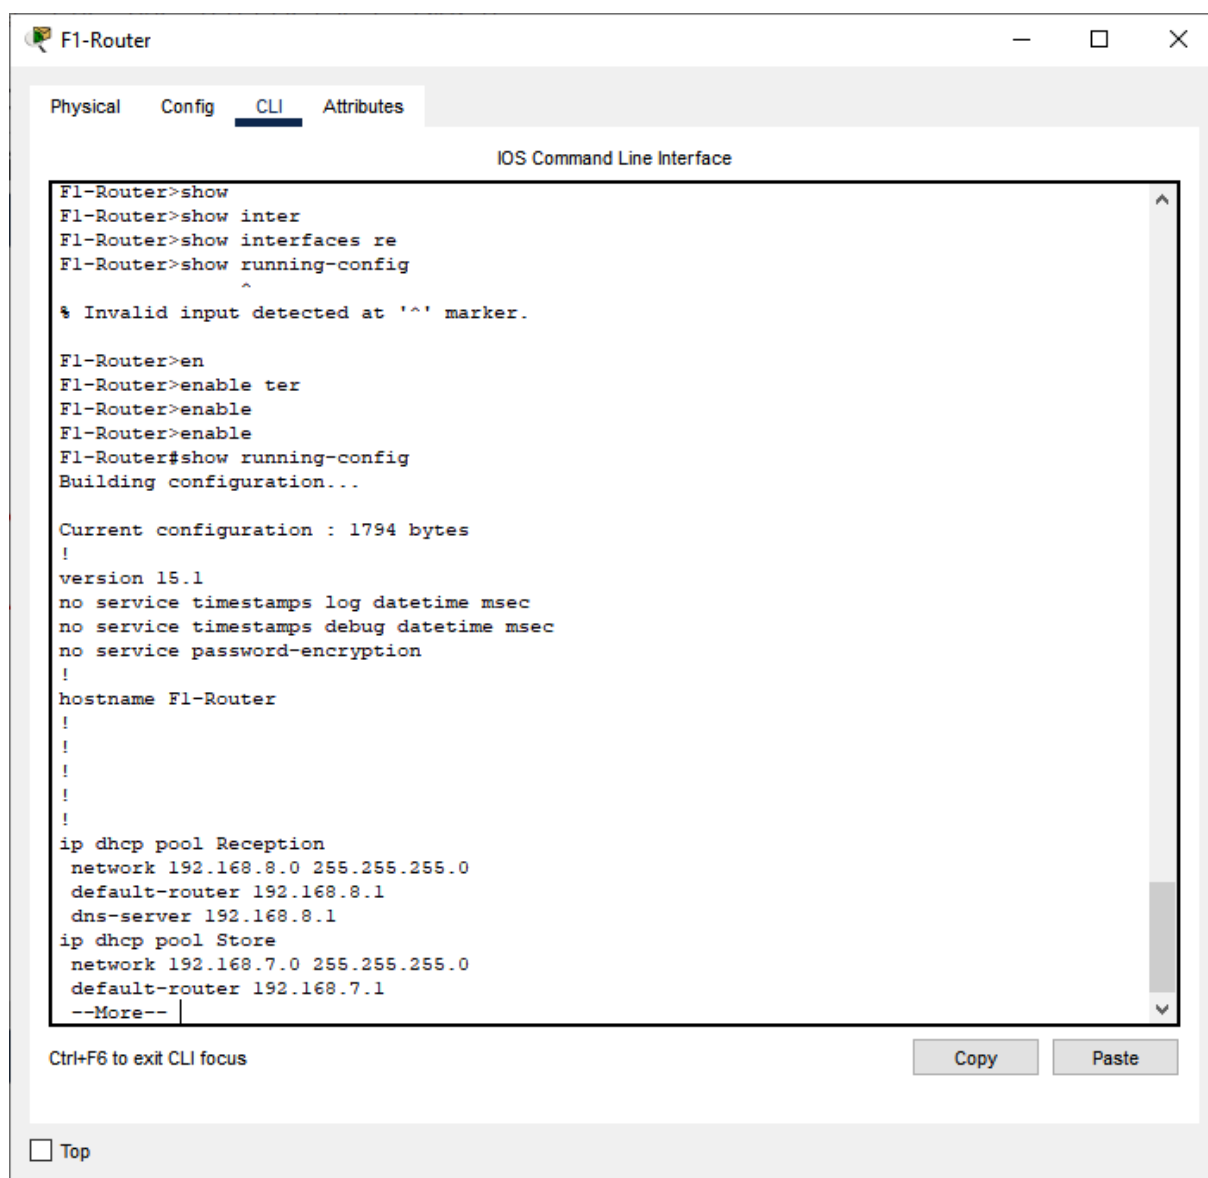 F1-Router
Physical Config CLI Attributes
IOS Command Line Interface
F1-Router>show
F1-Router>show inter
F1-Router>show interfaces re
F1-Router>show running-config
^
% Invalid input detected at '^' marker.
F1-Router>en
F1-Router>enable ter
F1-Router>enable
F1-Router>enable
F1-Router#show running-config
Building configuration...
Current configuration : 1794 bytes
!
version 15.1
no service timestamps log datetime msec
no service timestamps debug datetime msec
no service password-encryption
!
hostname F1-Router
!
!
!
!
!
ip dhcp pool Reception
network 192.168.8.0 255.255.255.0
default-router 192.168.8.1
dns-server 192.168.8.1
ip dhcp pool Store
network 192.168.7.0 255.255.255.0
default-router 192.168.7.1
--More--
Ctrl+F6 to exit CLI focus
Copy Paste
Top